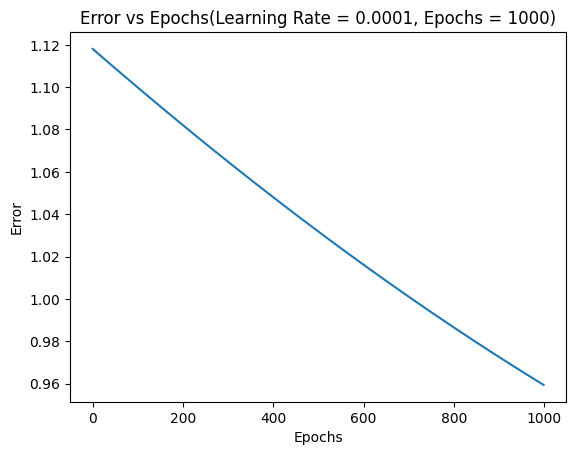 Error vs Epochs(Learning Rate = 0.0001, Epochs = 1000)
1.12
1.10
1.08
1.06
1.04
1.02
1.00
0.98
0.96
Error
0 200 400 600 800 1000
Epochs